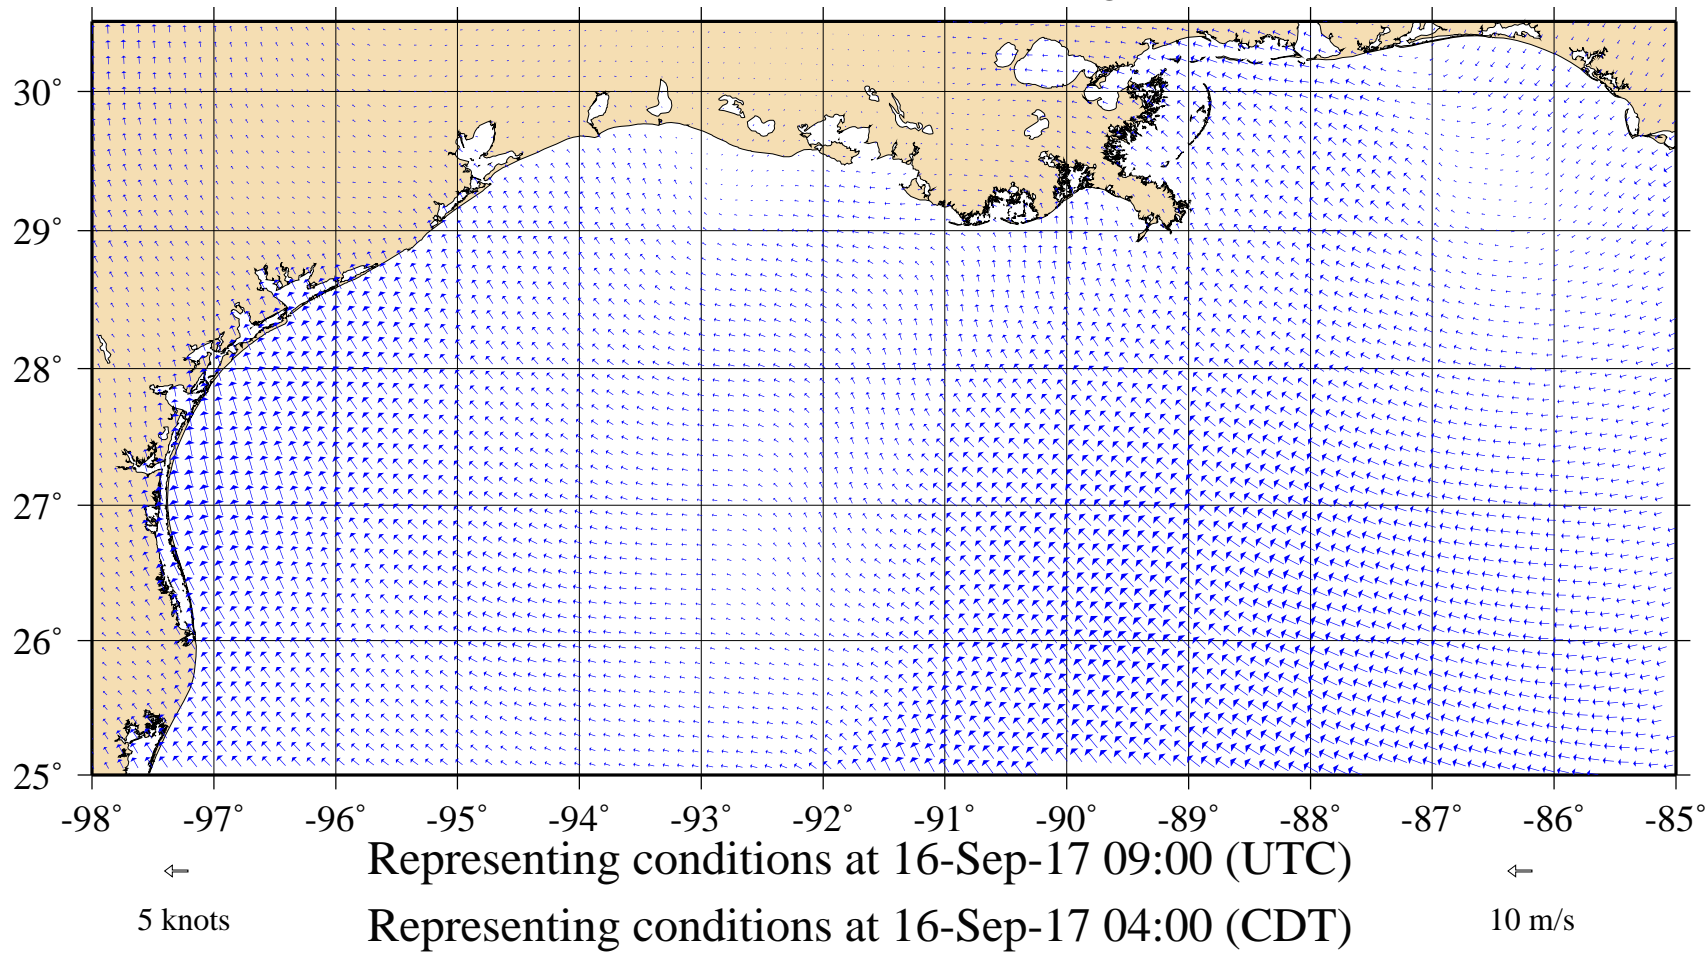 30°
29°
28°
27°
26°
25°
-98° -97° -96° -95° -94° -93° -92° -91° -90° -89° -88° -87° -86° -85°
Representing conditions at 16-Sep-17 09:00 (UTC)
5 knots
Representing conditions at 16-Sep-17 04:00 (CDT)
10 m/s